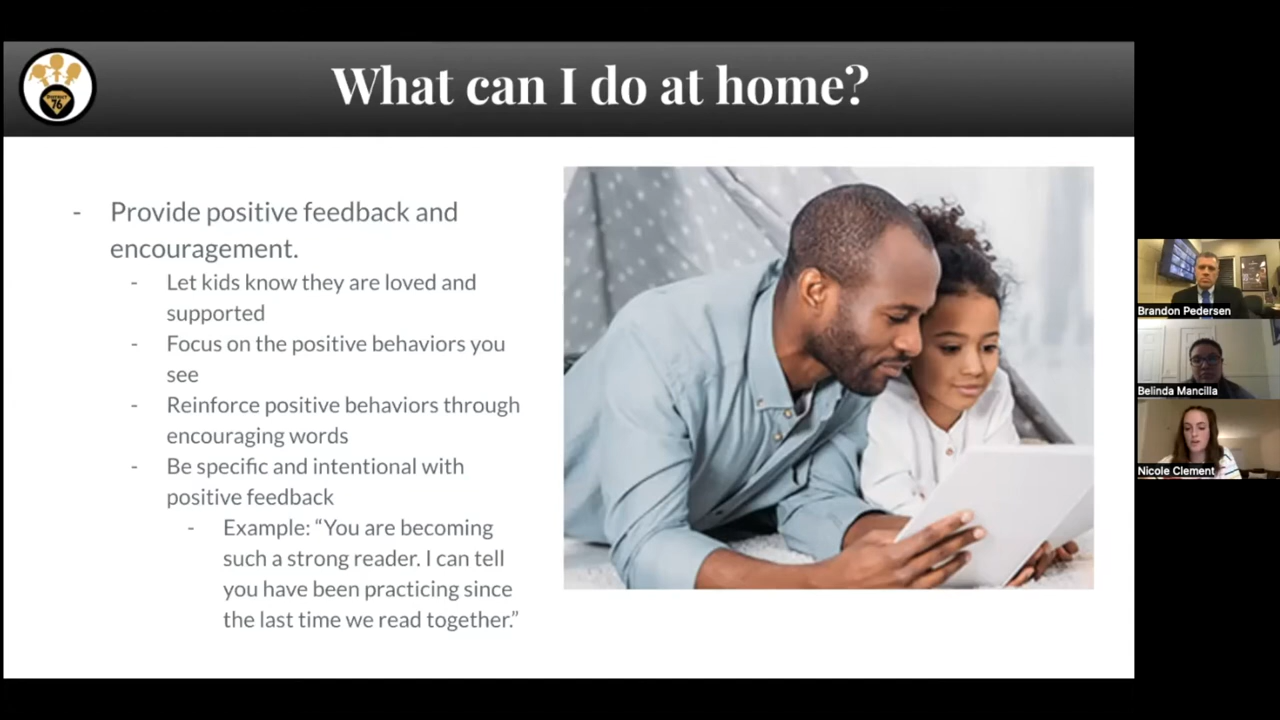 DISTRICT
76
What can I do at home?
- Provide positive feedback and
encouragement.
- Let kids know they are loved and
supported
- Focus on the positive behaviors you
see
- Reinforce positive behaviors through
encouraging words
- Be specific and intentional with
positive feedback
- Example: “You are becoming
such a strong reader. I can tell
you have been practicing since
the last time we read together.”
Brandon Pedersen
Belinda Mancilla
Nicole Clement